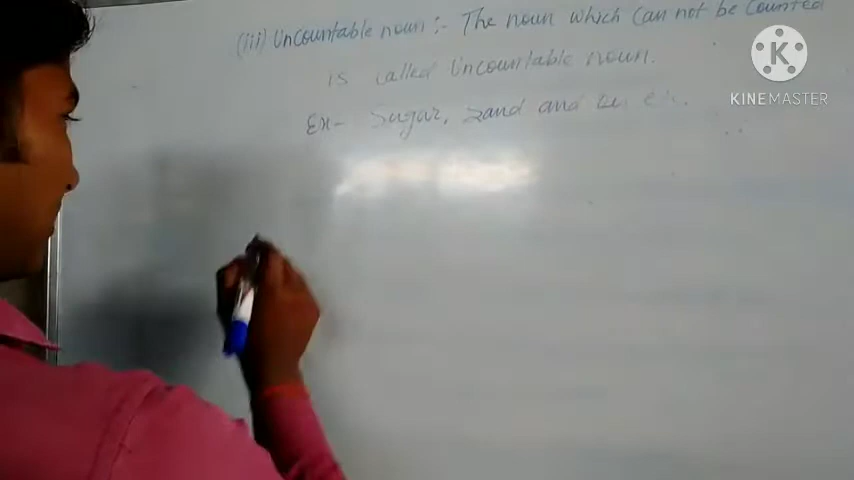 (iii) Uncountable noun :- The noun which can not be counted
is called Uncountable noun.
Ex- Sugar, sand and
K
KINEMASTER